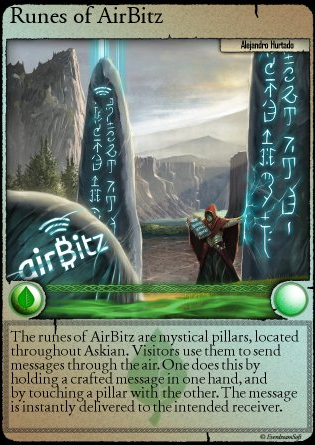 Runes of AirBitz
Alejandro Hurtado
airBitz
The runes of AirBitz are mystical pillars, located
throughout Askian. Visitors use them to send
messages through the air. One does this by
holding a crafted message in one hand, and
by touching a pillar with the other. The message
is instantly delivered to the intended receiver.
© EverdreamSoft